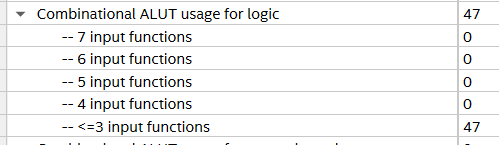 Combinational ALUT usage for logic 47
-- 7 input functions 0
-- 6 input functions 0
-- 5 input functions 0
-- 4 input functions 0
-- <=3 input functions 47